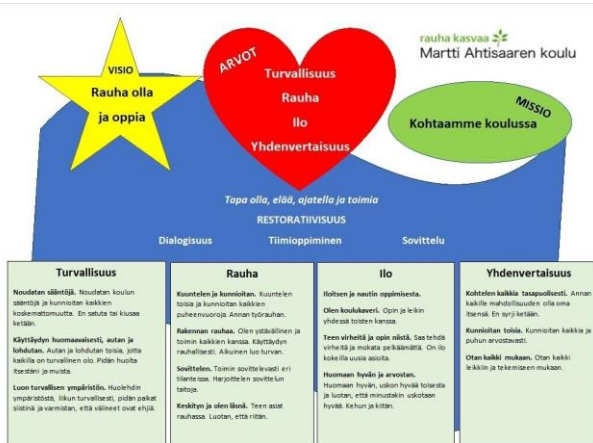 rauha kasvaa
Martti Ahtisaaren koulu
VISIO
Rauha olla
ja oppia
ARVOT
Turvallisuus
Rauha
Ilo
Yhdenvertaisuus
MISSIO
Kohtaamme koulussa
Tapa olla, elää, ajatella ja toimia
RESTORATIIVISUUS
Dialogisuus Tiimioppiminen Sovittelu
Turvallisuus
Noudatan sääntöjä. Noudatan koulun
sääntöjä ja kunnioitan kaikkien
koskemattomuutta. En satuta tai kiusaa
ketään.
Käyttäydyn huomaavaisesti, autan ja
lohdutan. Autan ja lohdutan toisia, jotta
kaikilla on turvallinen olo. Pidän huolta
itsestäni ja muista.
Luon turvallisen ympäristön. Huolehdin
ympäristöstä, liikun turvallisesti, pidän paikat
siistinä ja varmistan, että välineet ovat ehjiä.
Rauha
Kuuntelen ja kunnioitan. Kuuntelen
toisia ja kunnioitan kaikkien
puheenvuoroja. Annan työrauhan.
Rakennan rauhaa. Olen ystävällinen ja
toimin kaikkien kanssa. Käyttäydyn
rauhallisesti. Aikuinen luo turvan.
Sovittelen. Toimin sovittelevasti eri
tilanteissa. Harjoittelen sovittelun
taitoja.
Keskityn ja olen läsnä. Teen asiat
rauhassa. Luotan, että riitän.
Ilo
Iloitsen ja nautin oppimisesta.
Olen koulukaveri. Opin ja leikin
yhdessä toisten kanssa.
Teen virheitä ja opin niistä. Saa tehdä
virheitä ja mokata pelkäämättä. On ilo
kokeilla uusia asioita.
Huomaan hyvän ja arvostan.
Huomaan hyvän, uskon hyvää toisesta
ja luotan, että minustakin uskotaan
hyvää. Kehun ja kiitän.
Yhdenvertaisuus
Kohtelen kaikkia tasapuolisesti. Annan
kaikille mahdollisuuden olla oma
itsensä. En syrji ketään.
Kunnioitan toisia. Kunnioitan kaikkia ja
puhun arvostavasti.
Otan kaikki mukaan. Otan kaikki
leikkiin ja tekemiseen mukaan.